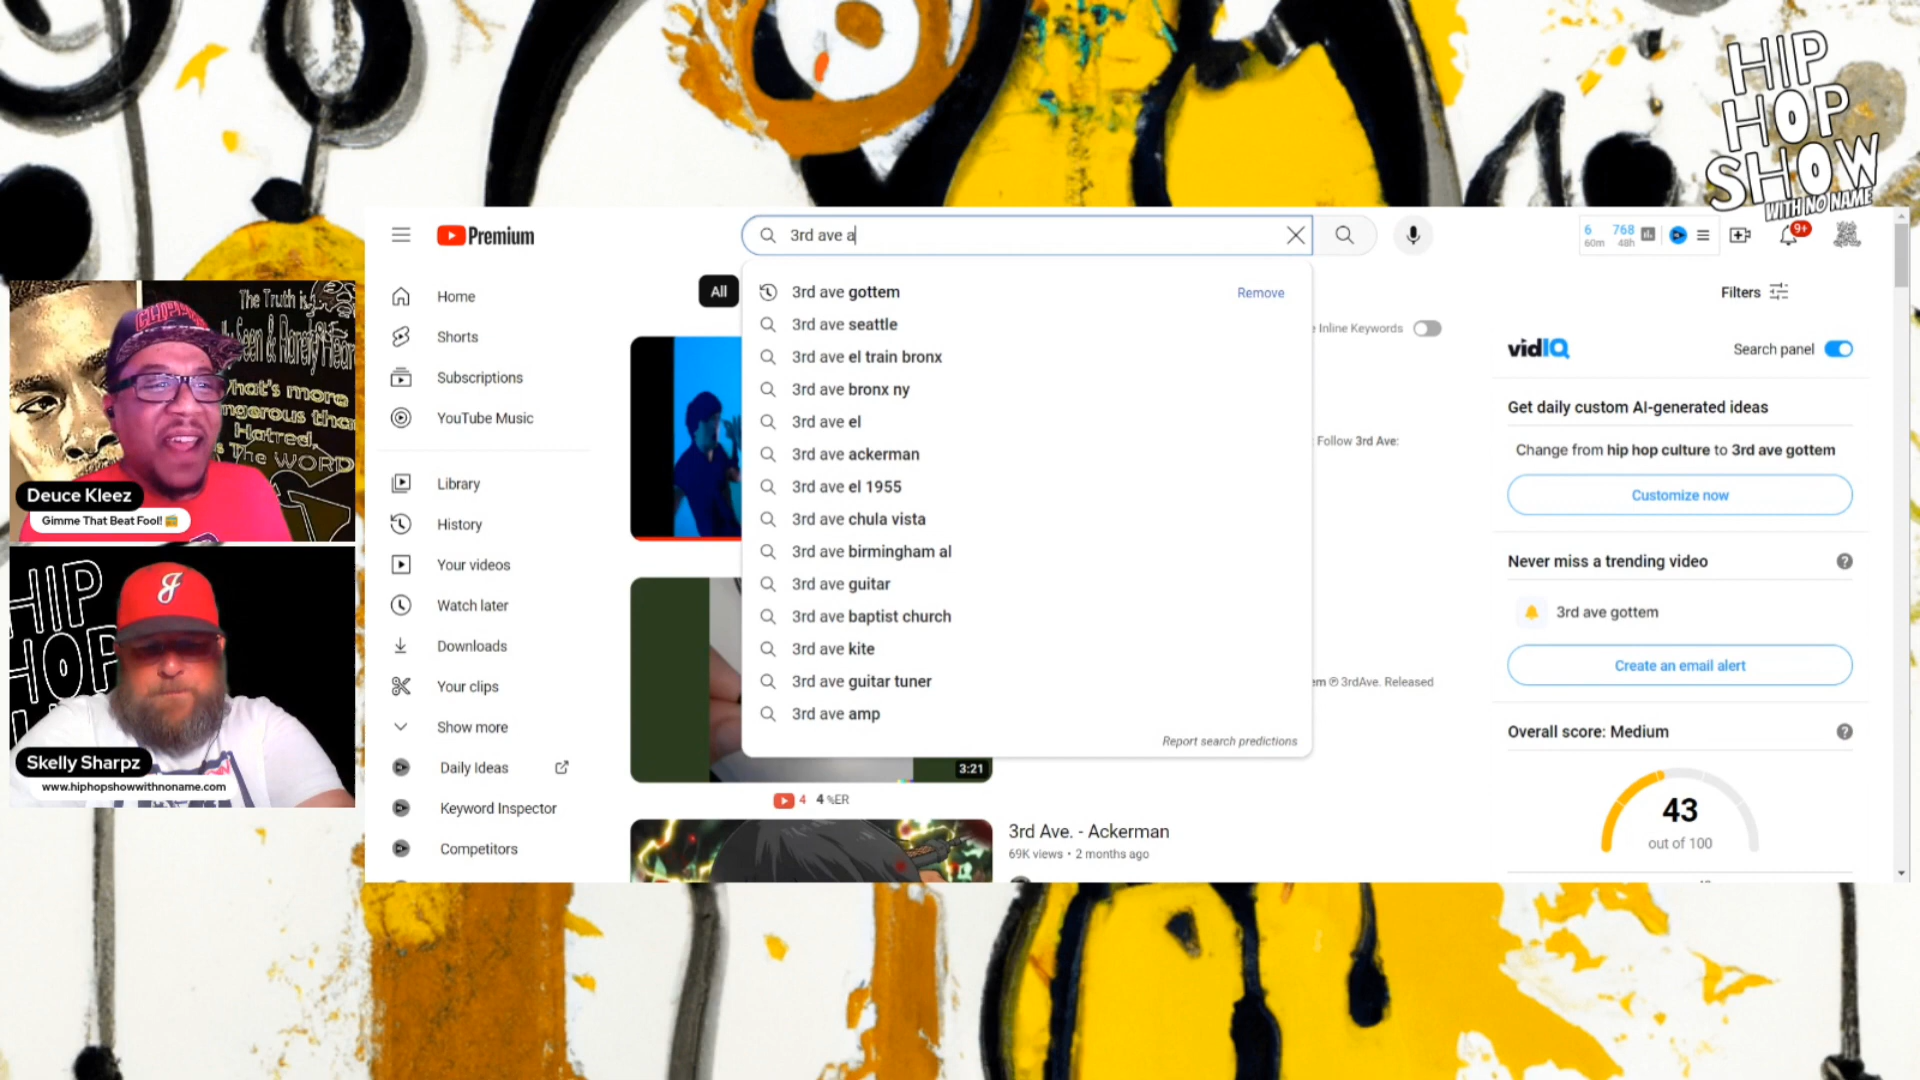 HIP
HOP
SHOW
WITH NO NAME
Premium
3rd ave a
6
60m
768
48h
9+
Home
Shorts
Subscriptions
YouTube Music
Library
History
Your videos
Watch later
Downloads
Your clips
Show more
Daily Ideas
Keyword Inspector
Competitors
All
3rd ave gottem
Remove
3rd ave seattle
3rd ave el train bronx
3rd ave bronx ny
3rd ave el
3rd ave ackerman
3rd ave el 1955
3rd ave chula vista
3rd ave birmingham al
3rd ave guitar
3rd ave baptist church
3rd ave kite
3rd ave guitar tuner
3rd ave amp
Report search predictions
3:21
4 4 %ER
3rd Ave. - Ackerman
69K views • 2 months ago
Filters
Inline Keywords
: Follow 3rd Ave:
℗ 3rdAve. Released
vidIQ
Search panel
Get daily custom AI-generated ideas
Change from hip hop culture to 3rd ave gottem
Customize now
Never miss a trending video
3rd ave gottem
Create an email alert
Overall score: Medium
43
out of 100
The Truth is
Seen & Rarely Hear
What's more
Hatred,
The WORD
CLIPP
Deuce Kleez
Gimme That Beat Fool! 📻
HIP
HOP
J
Skelly Sharpz
www.hiphopshowwithnoname.com